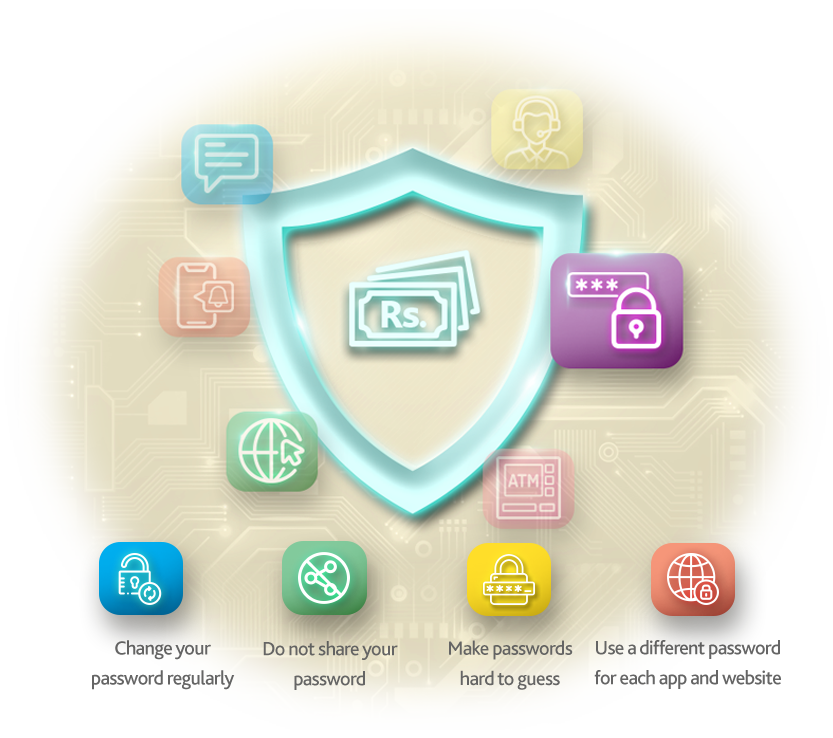 Rs.
***
ATM
****
Change your
password regularly
Do not share your
password
Make passwords
hard to guess
Use a different password
for each app and website